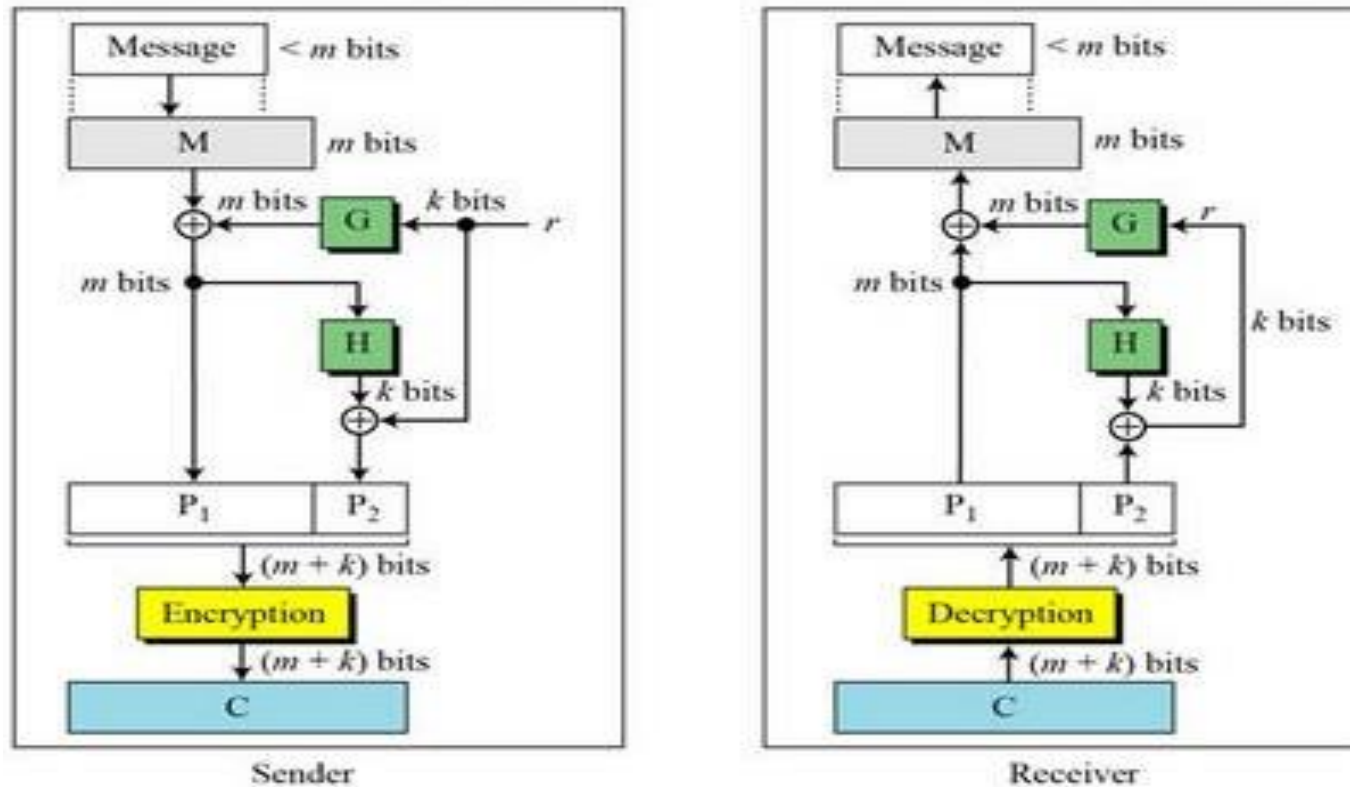 Message < m bits
M m bits
m bits G k bits r
m bits
H
k bits
P₁ P₂
(m + k) bits
Encryption
(m + k) bits
C
Sender
Message < m bits
M m bits
m bits G r
m bits
H k bits
k bits
P₁ P₂
(m + k) bits
Decryption
(m + k) bits
C
Receiver